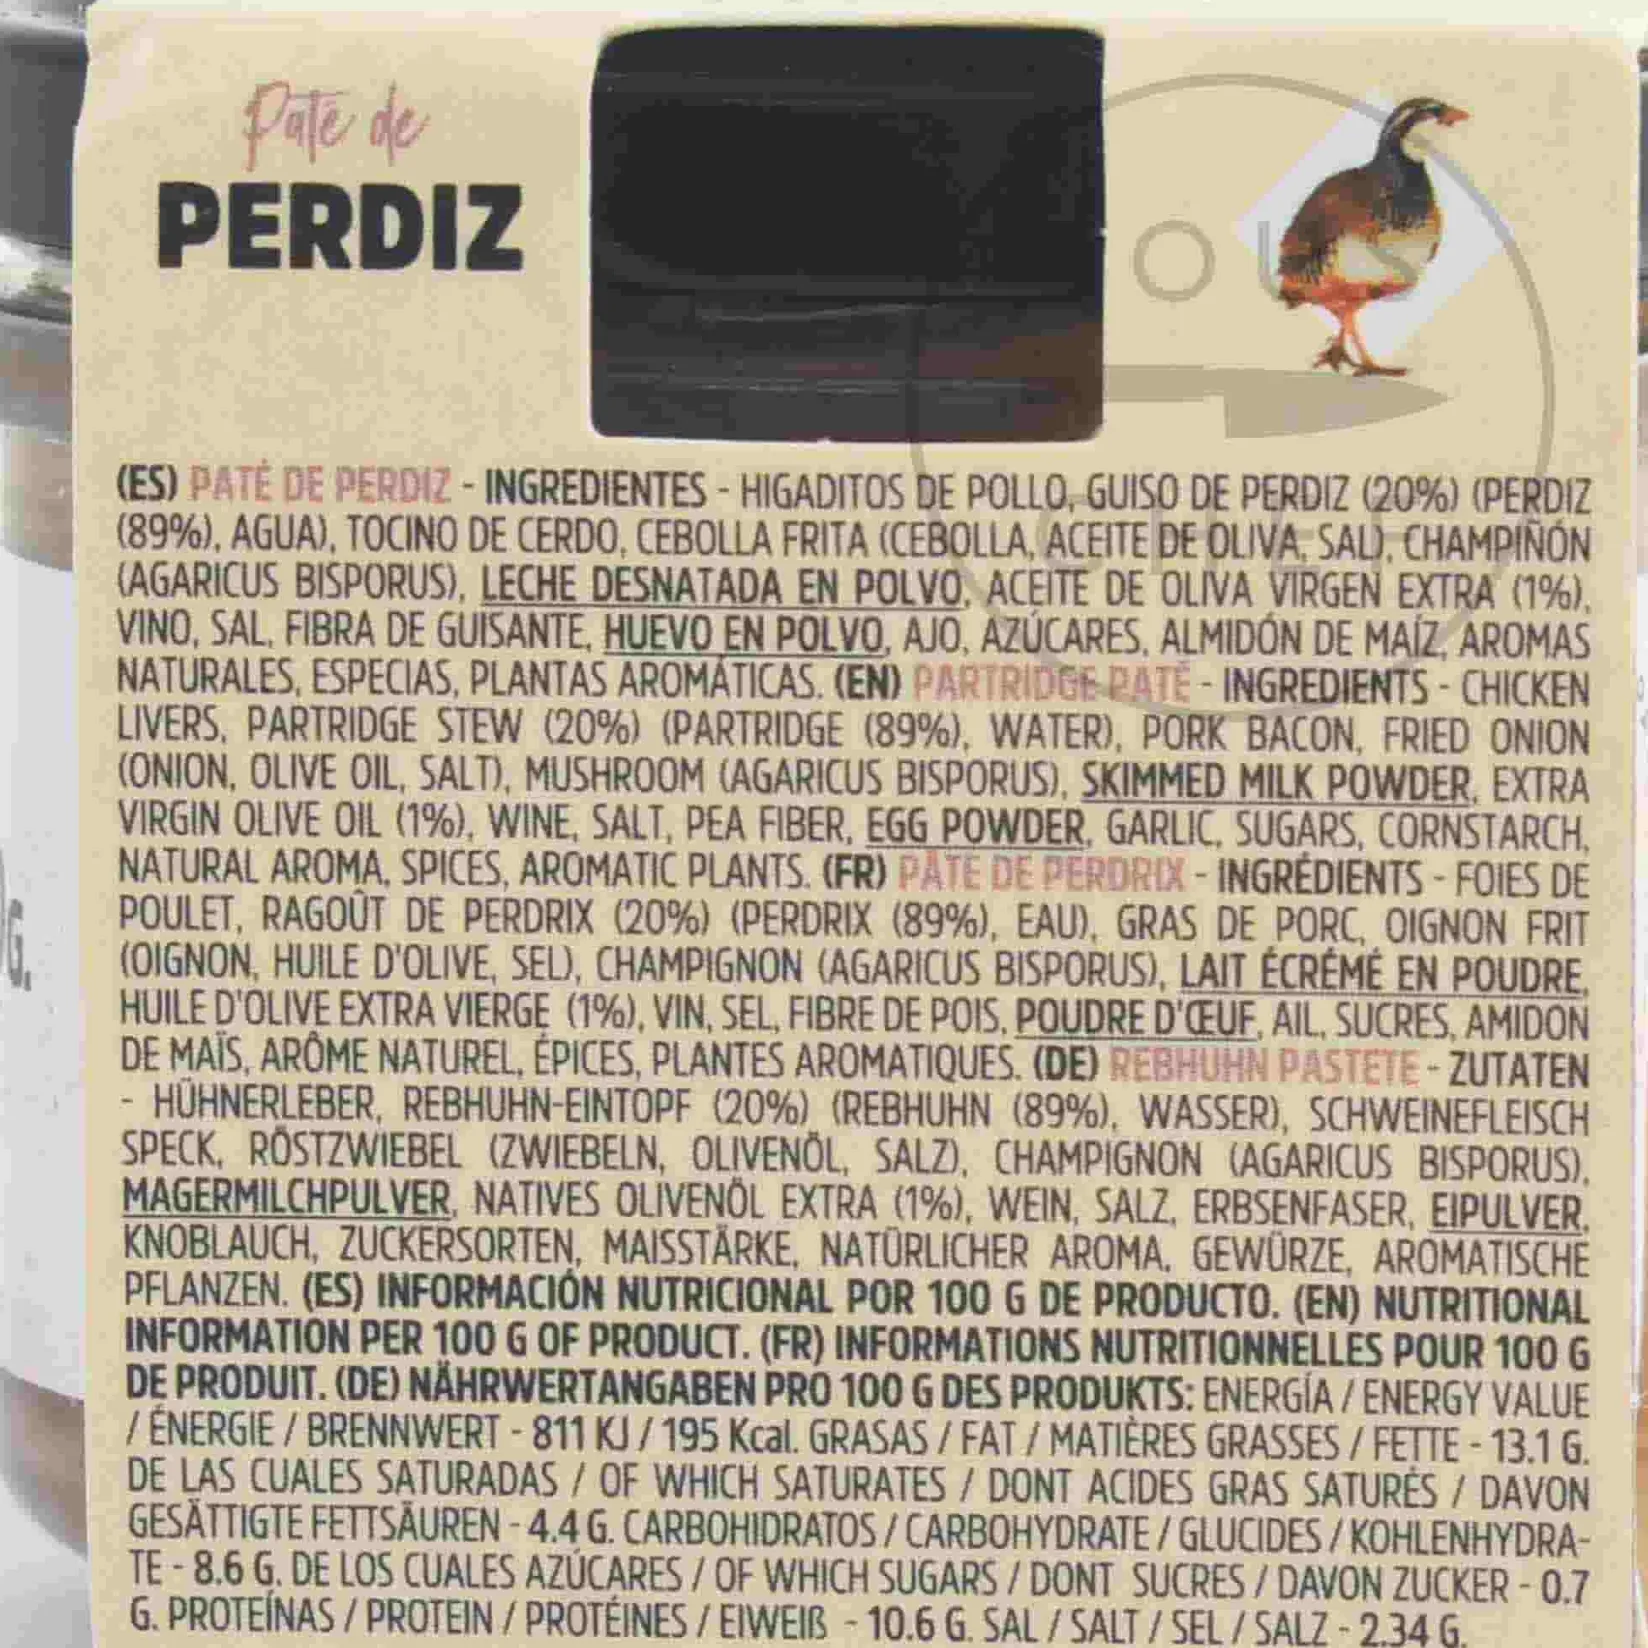 Paté de
PERDIZ
(ES) PATÉ DE PERDIZ - INGREDIENTES - HIGADITOS DE POLLO, GUISO DE PERDIZ (20%) (PERDIZ
(89%), AGUA), TOCINO DE CERDO, CEBOLLA FRITA (CEBOLLA, ACEITE DE OLIVA, SAL), CHAMPIÑÓN
(AGARICUS BISPORUS), LECHE DESNATADA EN POLVO, ACEITE DE OLIVA VIRGEN EXTRA (1%),
VINO, SAL, FIBRA DE GUISANTE, HUEVO EN POLVO, AJO, AZÚCARES, ALMIDÓN DE MAÍZ, AROMAS
NATURALES, ESPECIAS, PLANTAS AROMÁTICAS. (EN) PARTRIDGE PATÉ - INGREDIENTS - CHICKEN
LIVERS, PARTRIDGE STEW (20%) (PARTRIDGE (89%), WATER), PORK BACON, FRIED ONION
(ONION, OLIVE OIL, SALT), MUSHROOM (AGARICUS BISPORUS), SKIMMED MILK POWDER, EXTRA
VIRGIN OLIVE OIL (1%), WINE, SALT, PEA FIBER, EGG POWDER, GARLIC, SUGARS, CORNSTARCH,
NATURAL AROMA, SPICES, AROMATIC PLANTS. (FR) PÂTE DE PERDRIX - INGRÉDIENTS - FOIES DE
POULET, RAGOÛT DE PERDRIX (20%) (PERDRIX (89%), EAU), GRAS DE PORC, OIGNON FRIT
(OIGNON, HUILE D'OLIVE, SEL), CHAMPIGNON (AGARICUS BISPORUS), LAIT ÉCRÉMÉ EN POUDRE,
HUILE D'OLIVE EXTRA VIERGE (1%), VIN, SEL, FIBRE DE POIS, POUDRE D'ŒUF, AIL, SUCRES, AMIDON
DE MAÏS, ARÔME NATUREL, ÉPICES, PLANTES AROMATIQUES. (DE) REBHUHN PASTETE - ZUTATEN
- HÜHNERLEBER, REBHUHN-EINTOPF (20%) (REBHUHN (89%), WASSER), SCHWEINEFLEISCH
SPECK, RÖSTZWIEBEL (ZWIEBELN, OLIVENÖL, SALZ), CHAMPIGNON (AGARICUS BISPORUS),
MAGERMILCHPULVER, NATIVES OLIVENÖL EXTRA (1%), WEIN, SALZ, ERBSENFASER, EIPULVER,
KNOBLAUCH, ZUCKERSORTEN, MAISSTÄRKE, NATÜRLICHER AROMA, GEWÜRZE, AROMATISCHE
PFLANZEN. (ES) INFORMACIÓN NUTRICIONAL POR 100 G DE PRODUCTO. (EN) NUTRITIONAL
INFORMATION PER 100 G OF PRODUCT. (FR) INFORMATIONS NUTRITIONNELLES POUR 100 G
DE PRODUIT. (DE) NÄHRWERTANGABEN PRO 100 G DES PRODUKTS: ENERGÍA / ENERGY VALUE
/ ÉNERGIE / BRENNWERT - 811 KJ / 195 Kcal. GRASAS / FAT / MATIÈRES GRASSES / FETTE - 13.1 G.
DE LAS CUALES SATURADAS / OF WHICH SATURATES / DONT ACIDES GRAS SATURÉS / DAVON
GESÄTTIGTE FETTSÄUREN - 4.4 G. CARBOHIDRATOS / CARBOHYDRATE / GLUCIDES / KOHLENHYDRA-
TE - 8.6 G. DE LOS CUALES AZÚCARES / OF WHICH SUGARS / DONT SUCRES / DAVON ZUCKER - 0.7
G. PROTEÍNAS / PROTEIN / PROTÉINES / EIWEIß - 10.6 G. SAL / SALT / SEL / SALZ - 2.34 G.